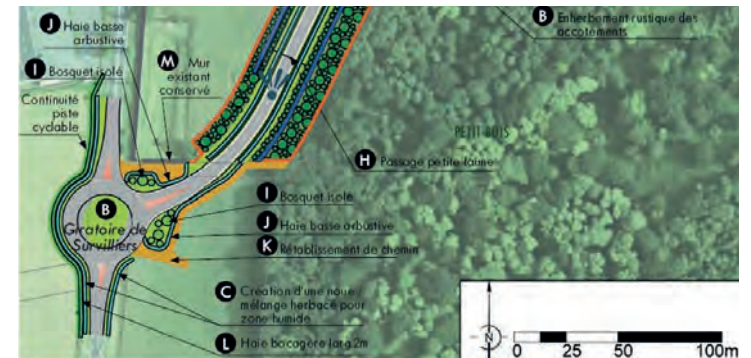 J Haie basse
arbustive
I Bosquet isolé
Continuité
piste
cyclable
M Mur
existant
conservé
B Enherbement rustique des
accotements
PETIT BOIS
H Passage petite faune
B
Giratoire de
Survilliers
I Bosquet isolé
J Haie basse arbustive
K Rétablissement de chemin
C Création d'une noue
mélange herbacé pour
zone humide
L Haie bocagère larg.2m
N
0 25 50 100m